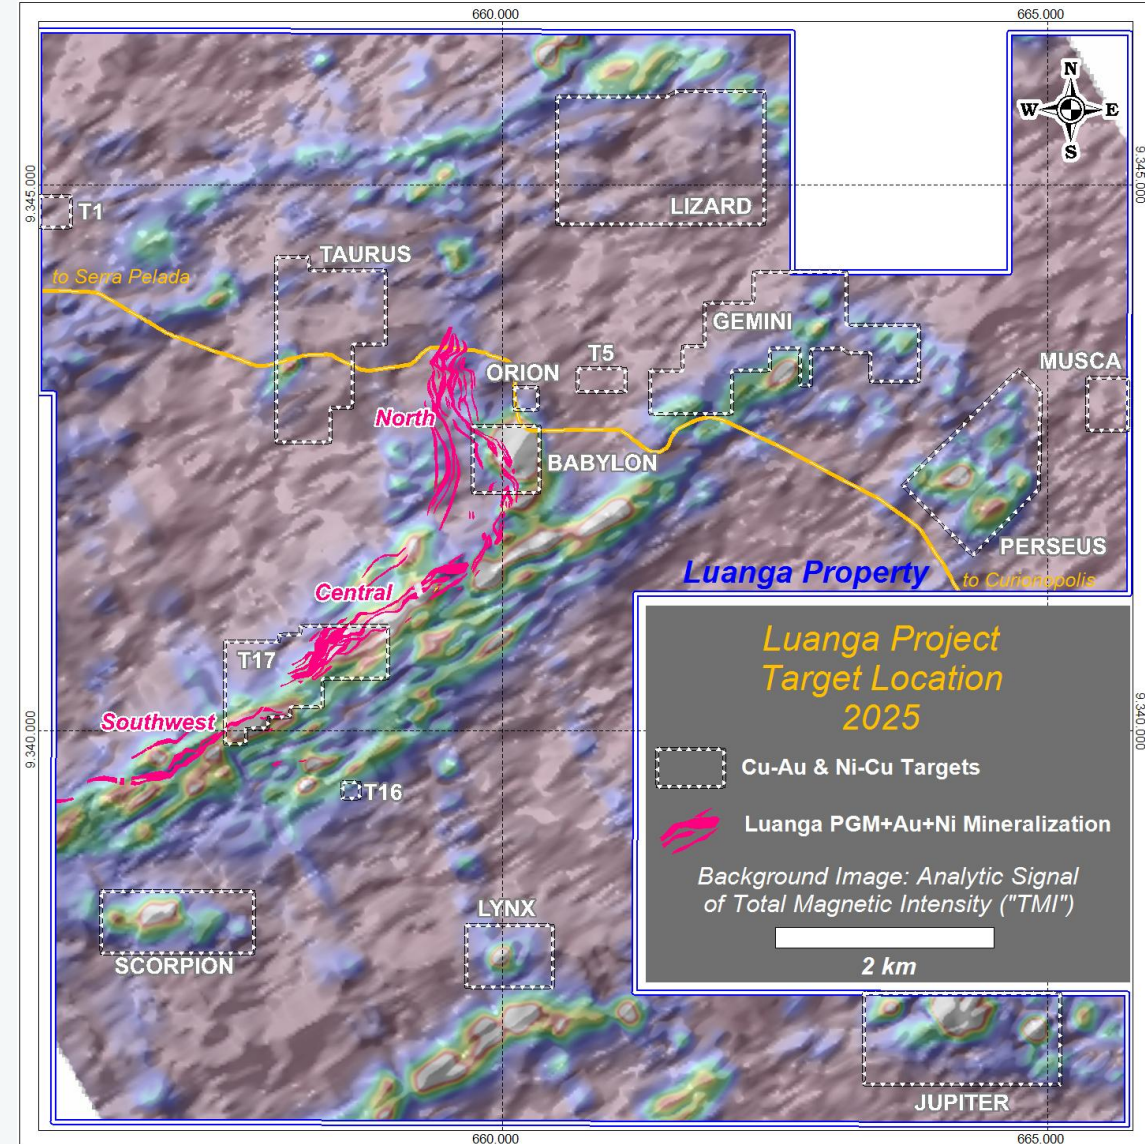 660.000
665.000
N
W E
S
9.345.000
9.345.000
LIZARD
T1
TAURUS
to Serra Pelada
GEMINI
T5
MUSCA
ORION
North
BABYLON
PERSEUS
Luanga Property
to Curionopolis
Central
T17
Southwest
9.340.000
9.340.000
T16
Luanga Project
Target Location
2025
Cu-Au & Ni-Cu Targets
Luanga PGM+Au+Ni Mineralization
Background Image: Analytic Signal
of Total Magnetic Intensity ("TMI")
2 km
LYNX
SCORPION
JUPITER
660.000
665.000